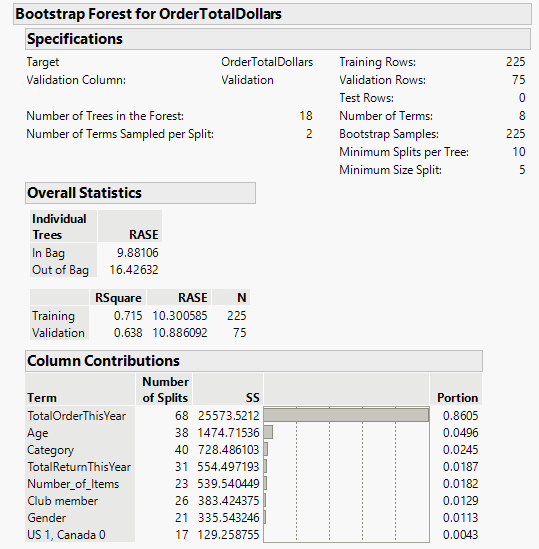 Bootstrap Forest for OrderTotalDollars
Specifications
Target OrderTotalDollars Training Rows: 225
Validation Column: Validation Validation Rows: 75
Test Rows: 0
Number of Trees in the Forest: 18 Number of Terms: 8
Number of Terms Sampled per Split: 2 Bootstrap Samples: 225
Minimum Splits per Tree: 10
Minimum Size Split: 5
Overall Statistics
Individual
Trees RASE
In Bag 9.88106
Out of Bag 16.42632
RSquare RASE N
Training 0.715 10.300585 225
Validation 0.638 10.886092 75
Column Contributions
Number
Term of Splits SS Portion
TotalOrderThisYear 68 25573.5212 0.8605
Age 38 1474.71536 0.0496
Category 40 728.486103 0.0245
TotalReturnThisYear 31 554.497193 0.0187
Number_of_Items 23 539.540449 0.0182
Club member 26 383.424375 0.0129
Gender 21 335.543246 0.0113
US 1, Canada 0 17 129.258755 0.0043